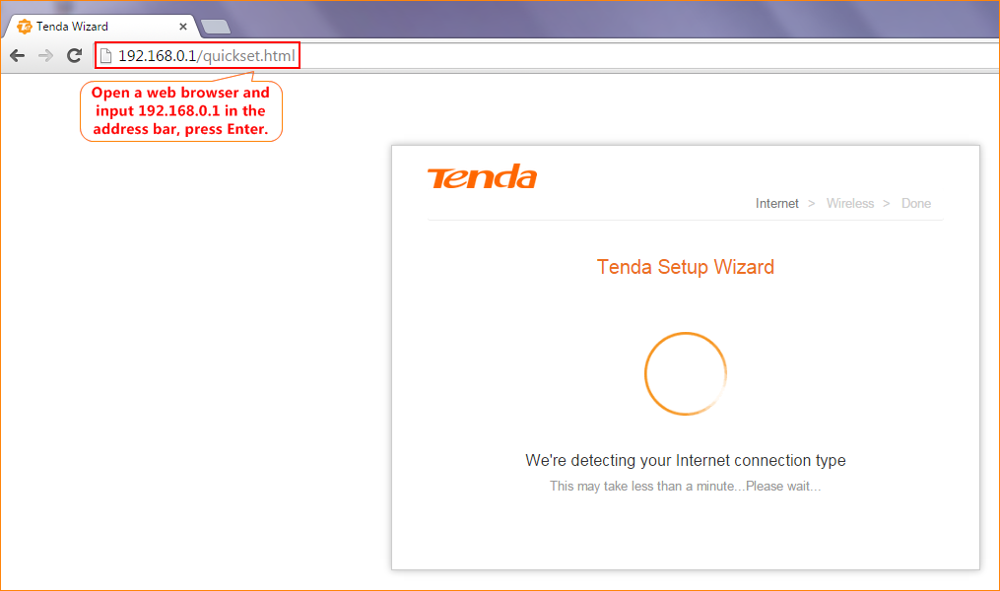 Tenda Wizard
192.168.0.1/quickset.html
Open a web browser and
input 192.168.0.1 in the
address bar, press Enter.
Tenda
Internet > Wireless > Done
Tenda Setup Wizard
We're detecting your Internet connection type
This may take less than a minute...Please wait...